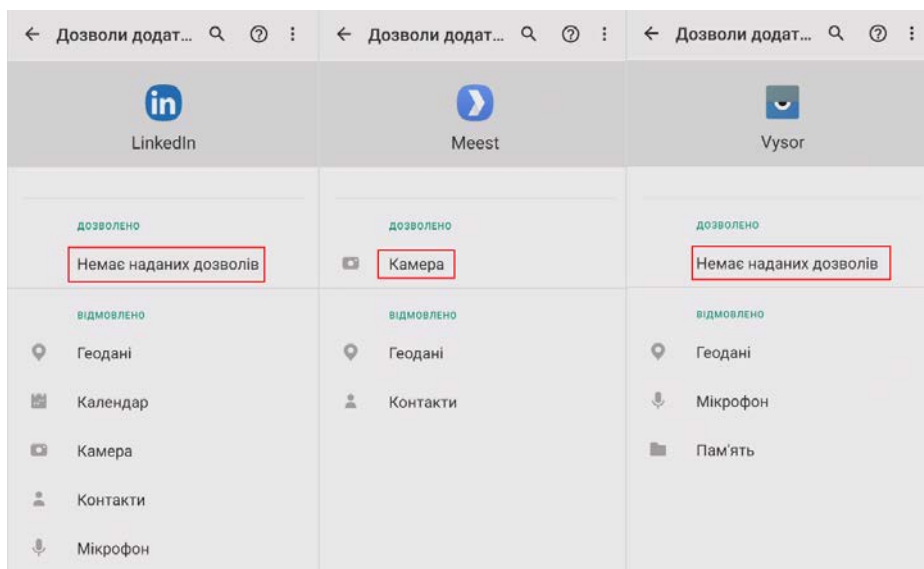 Дозволи додат...
LinkedIn
ДОЗВОЛЕНО
Немає наданих дозволів
ВІДМОВЛЕНО
Геодані
Календар
Камера
Контакти
Мікрофон
Дозволи додат...
Meest
ДОЗВОЛЕНО
Камера
ВІДМОВЛЕНО
Геодані
Контакти
Дозволи додат...
Vysor
ДОЗВОЛЕНО
Немає наданих дозволів
ВІДМОВЛЕНО
Геодані
Мікрофон
Пам'ять